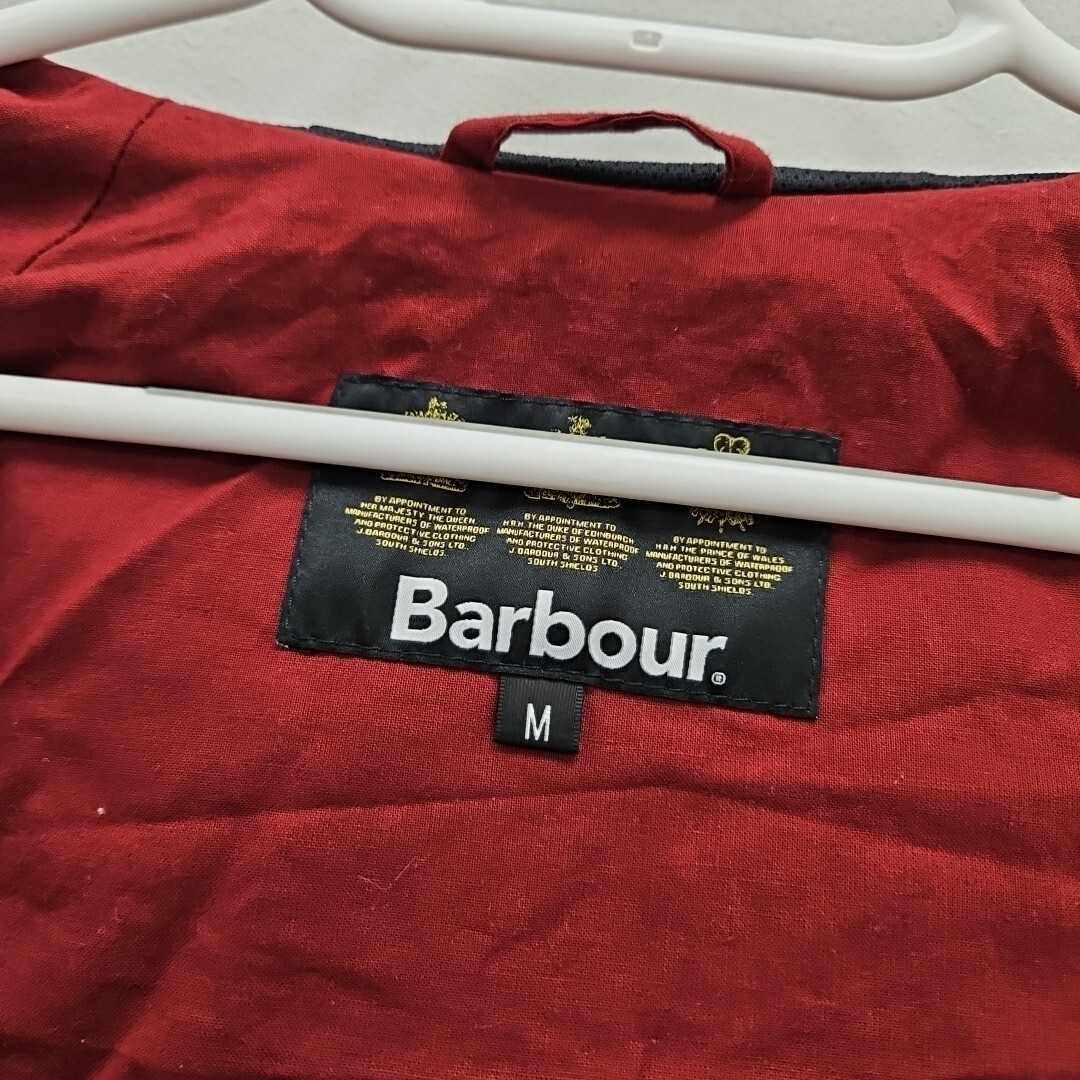 BY APPOINTMENT TO
HER MAJESTY THE QUEEN
MANUFACTURERS OF WATERPROOF
AND PROTECTIVE CLOTHING
J. BARBOUR & SONS LTD.
SOUTH SHIELDS.
BY APPOINTMENT TO
H.R.H. THE DUKE OF EDINBURGH
MANUFACTURERS OF WATERPROOF
AND PROTECTIVE CLOTHING
J. BARBOUR & SONS LTD.
SOUTH SHIELDS
BY APPOINTMENT TO
H.R.H. THE PRINCE OF WALES
MANUFACTURERS OF WATERPROOF
AND PROTECTIVE CLOTHING
J. BARBOUR & SONS LTD.
SOUTH SHIELDS.
Barbour®
M